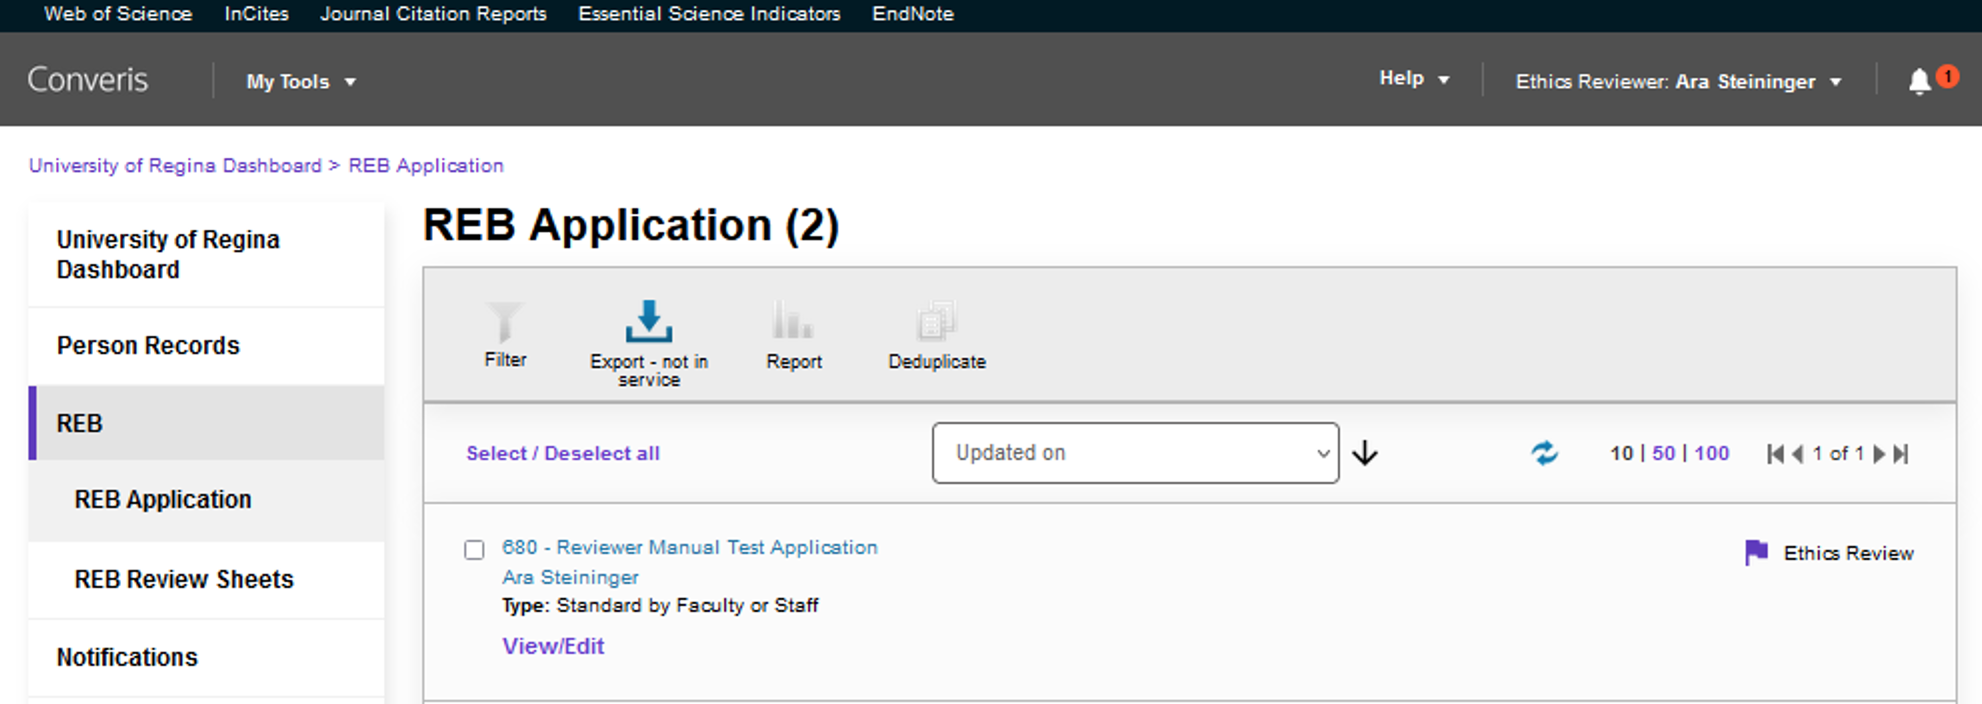 Web of Science InCites Journal Citation Reports Essential Science Indicators EndNote
Converis My Tools Help Ethics Reviewer: Ara Steininger 1
University of Regina Dashboard > REB Application
University of Regina
Dashboard
Person Records
REB
REB Application
REB Review Sheets
Notifications
REB Application (2)
Filter
Export - not in
service
Report
Deduplicate
Select / Deselect all Updated on 10 | 50 | 100 1 of 1
680 - Reviewer Manual Test Application
Ara Steininger
Type: Standard by Faculty or Staff
View/Edit
Ethics Review